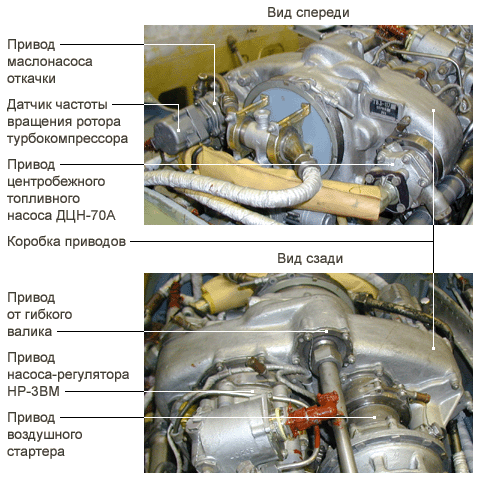 Вид спереди
Привод
маслонасоса
откачки
Датчик частоты
вращения ротора
турбокомпрессора
Привод
центробежного
топливного
насоса ДЦН-70А
Коробка приводов
Вид сзади
Привод
от гибкого
валика
Привод
насоса-регулятора
НР-3ВМ
Привод
воздушного
стартера